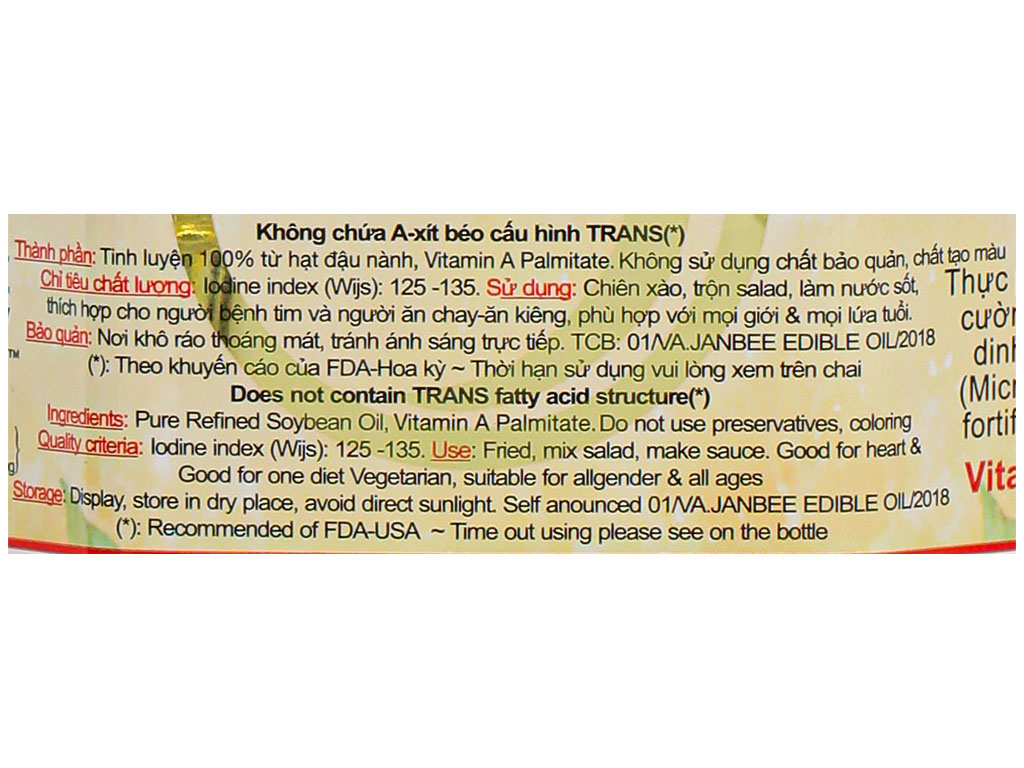 Không chứa A-xít béo cấu hình TRANS(*)
Thành phần: Tinh luyện 100% từ hạt đậu nành, Vitamin A Palmitate. Không sử dụng chất bảo quản, chất tạo màu
Chỉ tiêu chất lượng: Iodine index (Wijs): 125 -135. Sử dụng: Chiên xào, trộn salad, làm nước sốt,
thích hợp cho người bệnh tim và người ăn chay-ăn kiêng, phù hợp với mọi giới & mọi lứa tuổi.
Bảo quản: Nơi khô ráo thoáng mát, tránh ánh sáng trực tiếp. TCB: 01/VA.JANBEE EDIBLE OIL/2018
(*): Theo khuyến cáo của FDA-Hoa kỳ ~ Thời hạn sử dụng vui lòng xem trên chai
Does not contain TRANS fatty acid structure(*)
Ingredients: Pure Refined Soybean Oil, Vitamin A Palmitate. Do not use preservatives, coloring
Quality criteria: Iodine index (Wijs): 125 -135. Use: Fried, mix salad, make sauce. Good for heart &
Good for one diet Vegetarian, suitable for allgender & all ages
Storage: Display, store in dry place, avoid direct sunlight. Self anounced 01/VA.JANBEE EDIBLE OIL/2018
(*): Recommended of FDA-USA ~ Time out using please see on the bottle
™
Thực
cườn
dinh
(Micr
fortif
Vita